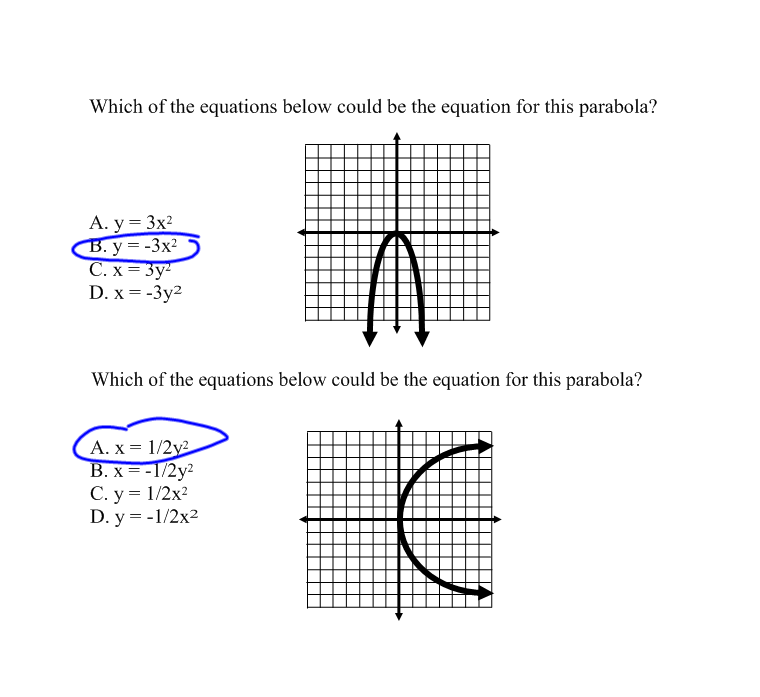 Which of the equations below could be the equation for this parabola?
A. y = 3x²
B. y = -3x²
C. x = 3y²
D. x = -3y²
Which of the equations below could be the equation for this parabola?
A. x = 1/2y²
B. x = -1/2y²
C. y = 1/2x²
D. y = -1/2x²